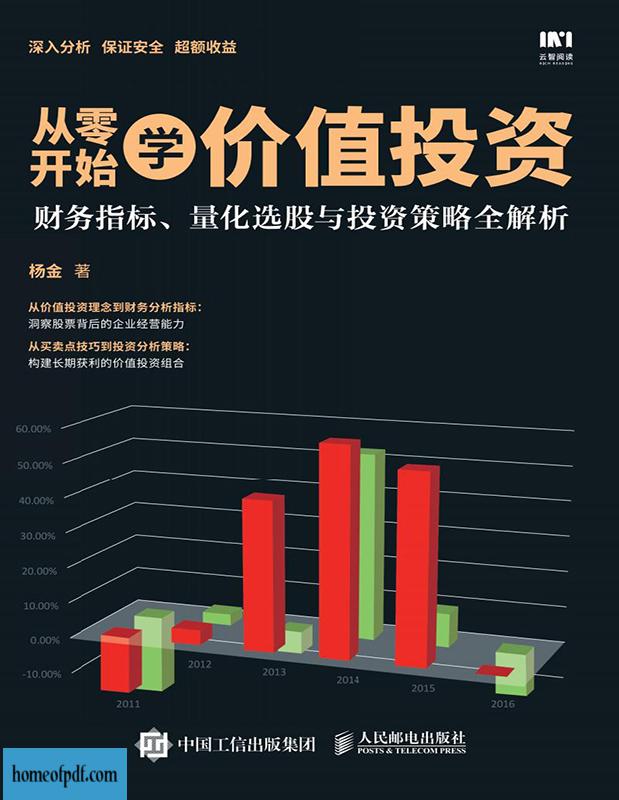 深入分析 保证安全 超额收益
云智阅读
从零
开始
学
价值投资
财务指标、量化选股与投资策略全解析
杨金 著
从价值投资理念到财务分析指标：
洞察股票背后的企业经营能力
从买卖点技巧到投资分析策略：
构建长期获利的价值投资组合
60.00%
50.00%
40.00%
30.00%
20.00%
10.00%
0.00%
-10.00%
2011
2012
2013
2014
2015
2016
中国工信出版集团
人民邮电出版社
POSTS & TELECOM PRESS
homeofpdf.com